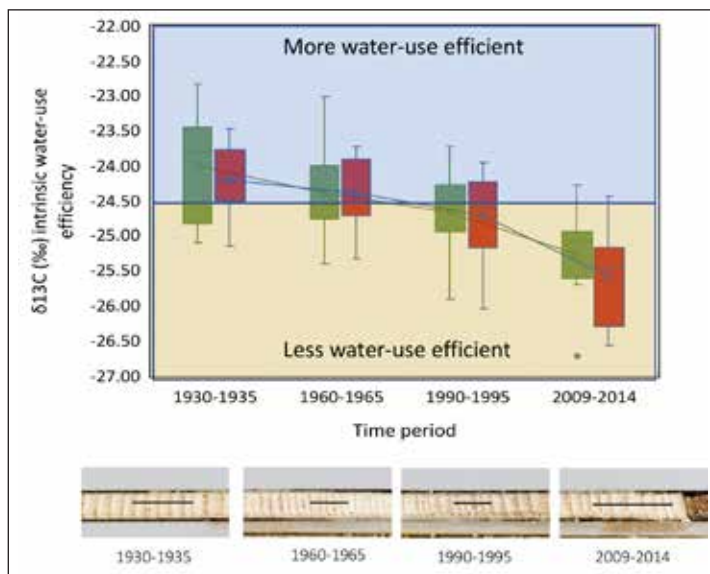 -22.00
-22.50
-23.00
-23.50
-24.00
-24.50
-25.00
-25.50
-26.00
-26.50
-27.00
δ13C (‰) intrinsic water-use
efficiency
More water-use efficient
Less water-use efficient
1930-1935 1960-1965 1990-1995 2009-2014
Time period
1930-1935 1960-1965 1990-1995 2009-2014